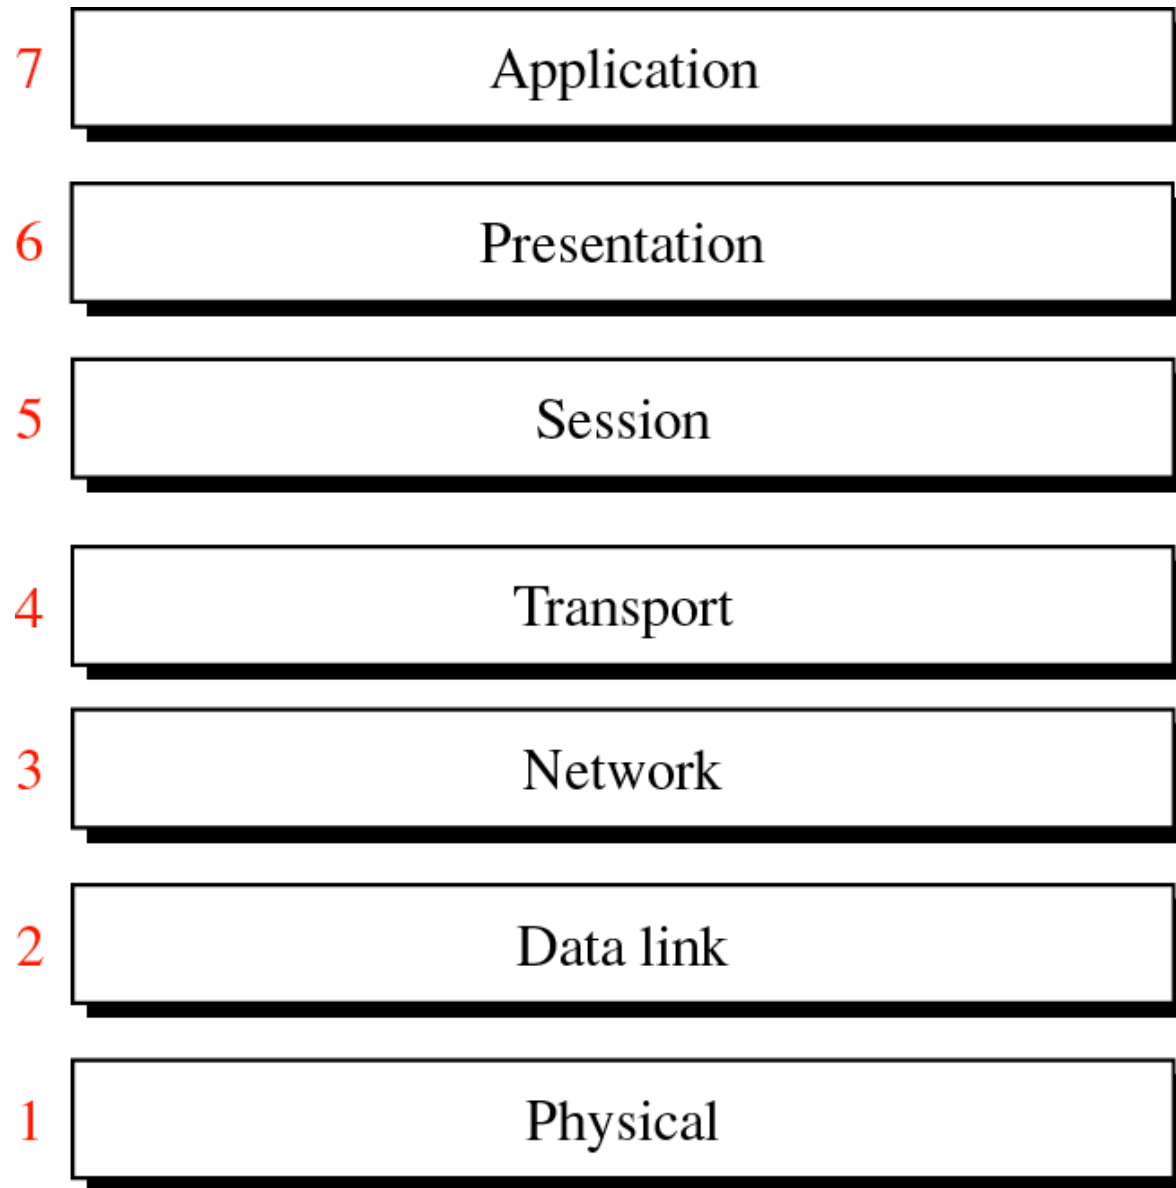 7 Application
6 Presentation
5 Session
4 Transport
3 Network
2 Data link
1 Physical